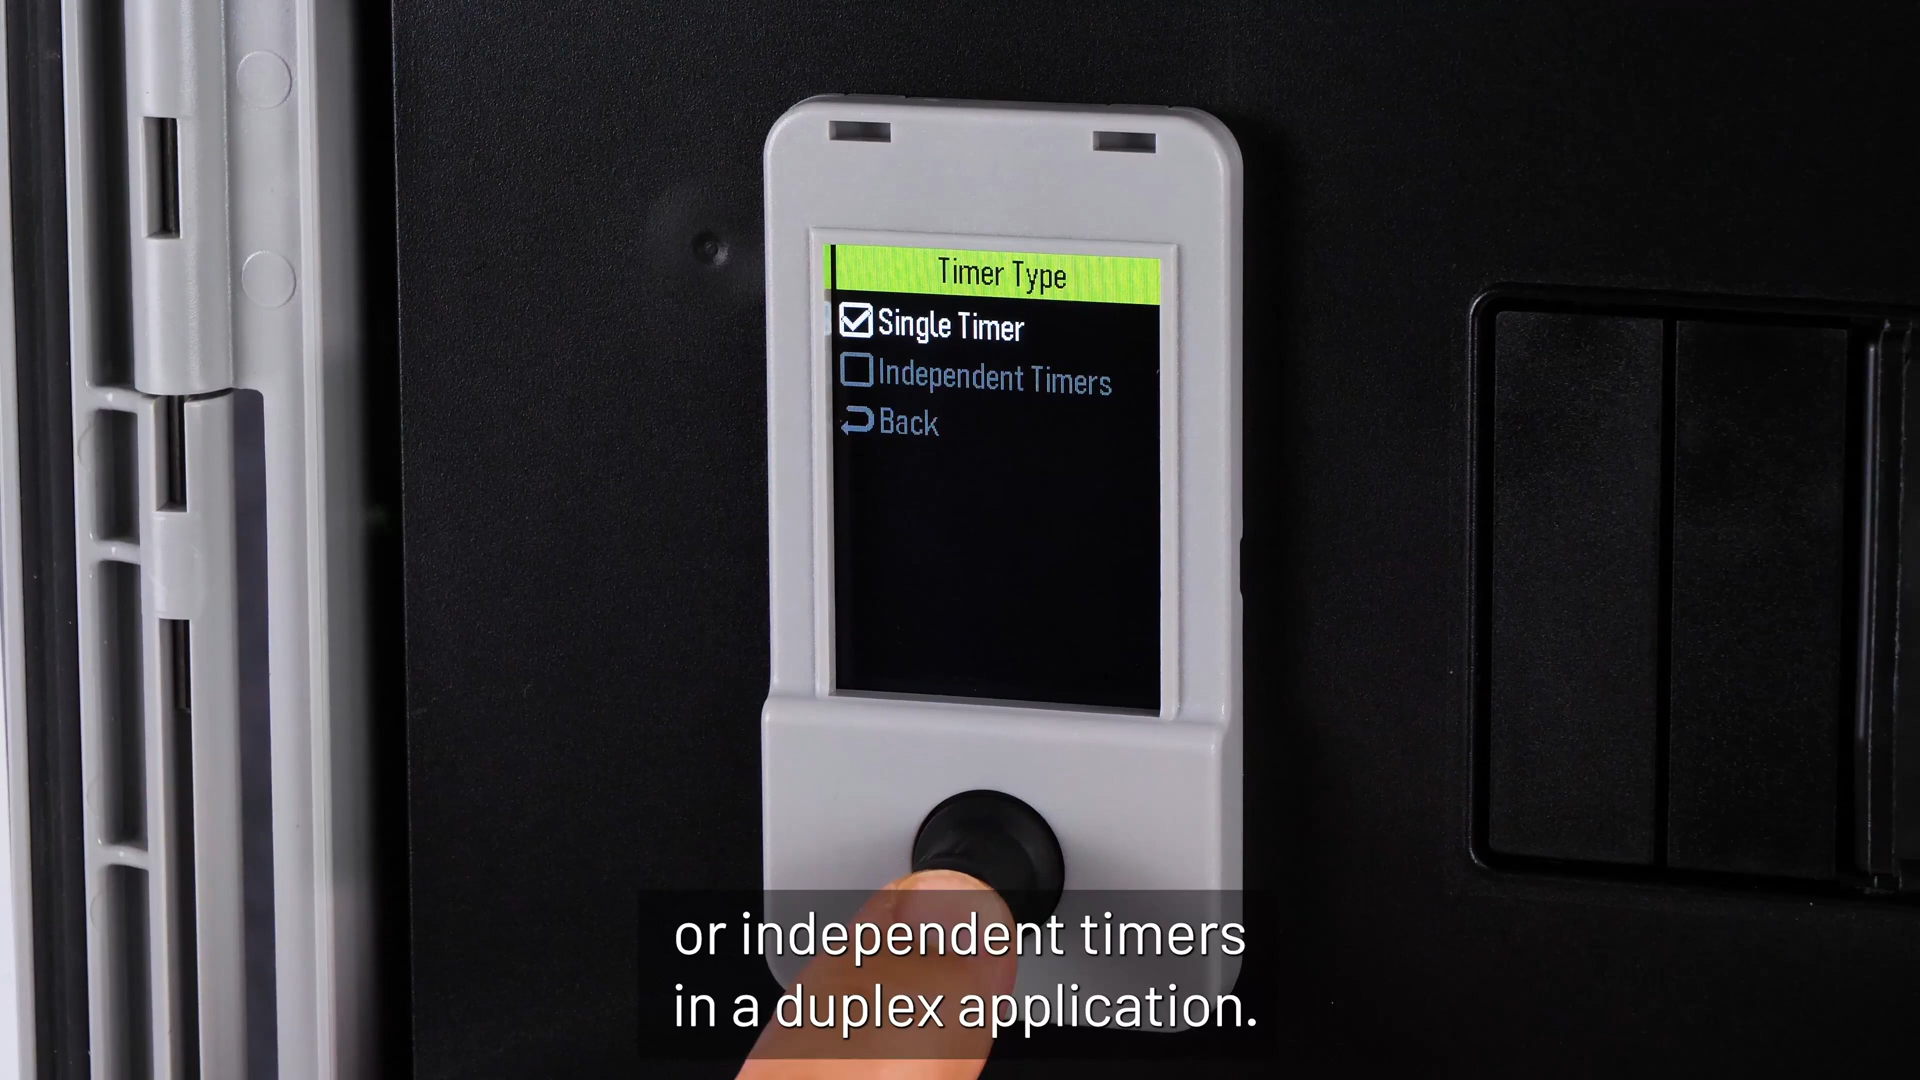 Timer Type
Single Timer
Independent Timers
Back
or independent timers
in a duplex application.